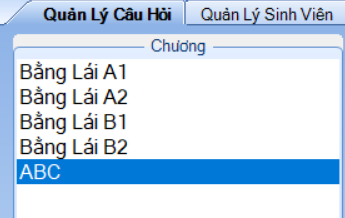 Quản Lý Câu Hỏi Quản Lý Sinh Viên
Chương
Bằng Lái A1
Bằng Lái A2
Bằng Lái B1
Bằng Lái B2
ABC